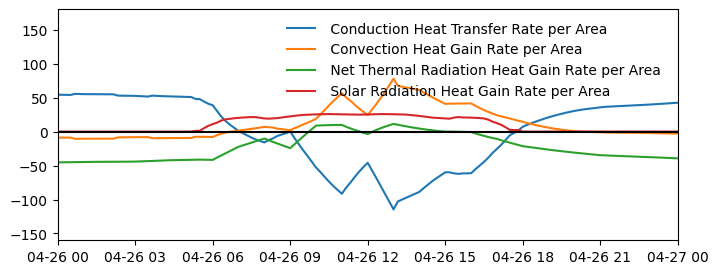 Conduction Heat Transfer Rate per Area
Convection Heat Gain Rate per Area
Net Thermal Radiation Heat Gain Rate per Area
Solar Radiation Heat Gain Rate per Area
150
100
50
0
−50
−100
−150
04-26 00 04-26 03 04-26 06 04-26 09 04-26 12 04-26 15 04-26 18 04-26 21 04-27 00